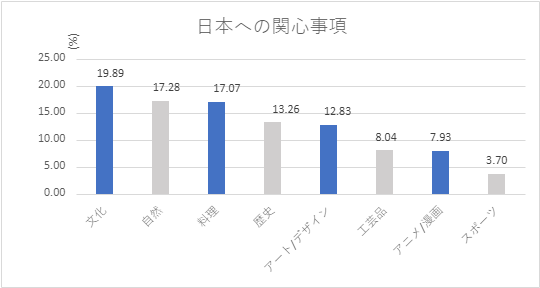 日本への関心事項
(%)
25.00
20.00
15.00
10.00
5.00
0.00
19.89
17.28
17.07
13.26
12.83
8.04
7.93
3.70
文化
自然
料理
歴史
アート/デザイン
工芸品
アニメ/漫画
スポーツ